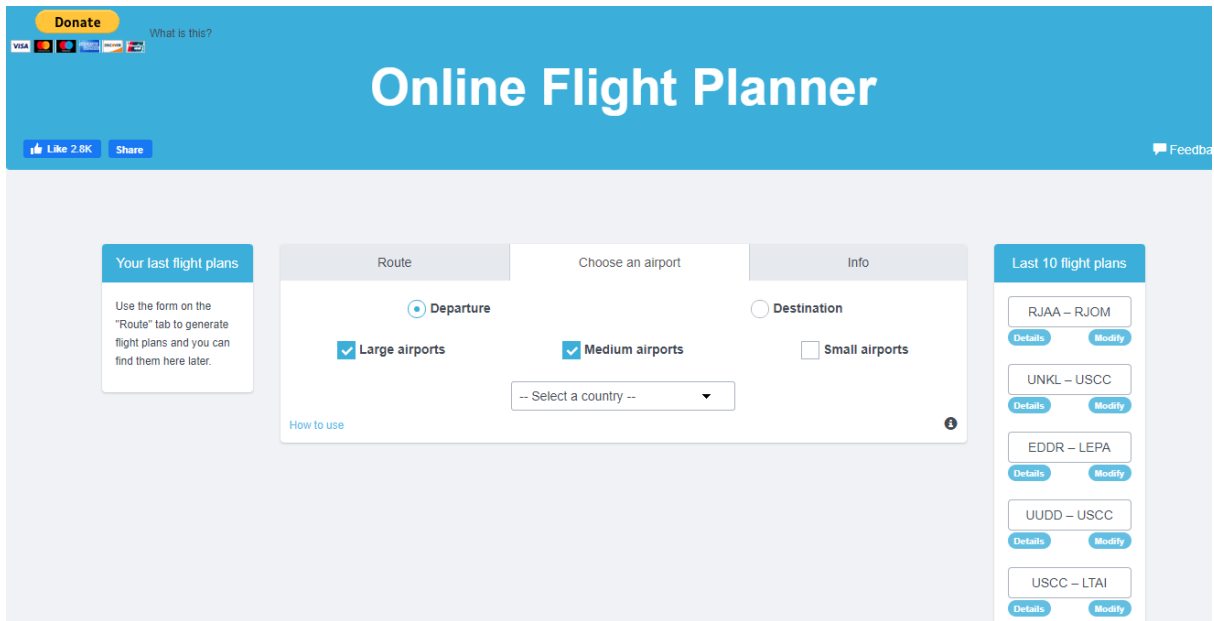 Donate
What is this?
VISA
Online Flight Planner
Like 2.8K
Share
Feedba
Your last flight plans
Use the form on the
"Route" tab to generate
flight plans and you can
find them here later.
Route
Choose an airport
Info
Departure
Destination
Large airports
Medium airports
Small airports
-- Select a country --
How to use
Last 10 flight plans
RJAA – RJOM
Details
Modify
UNKL – USCC
Details
Modify
EDDR – LEPA
Details
Modify
UUDD – USCC
Details
Modify
USCC – LTAI
Details
Modify